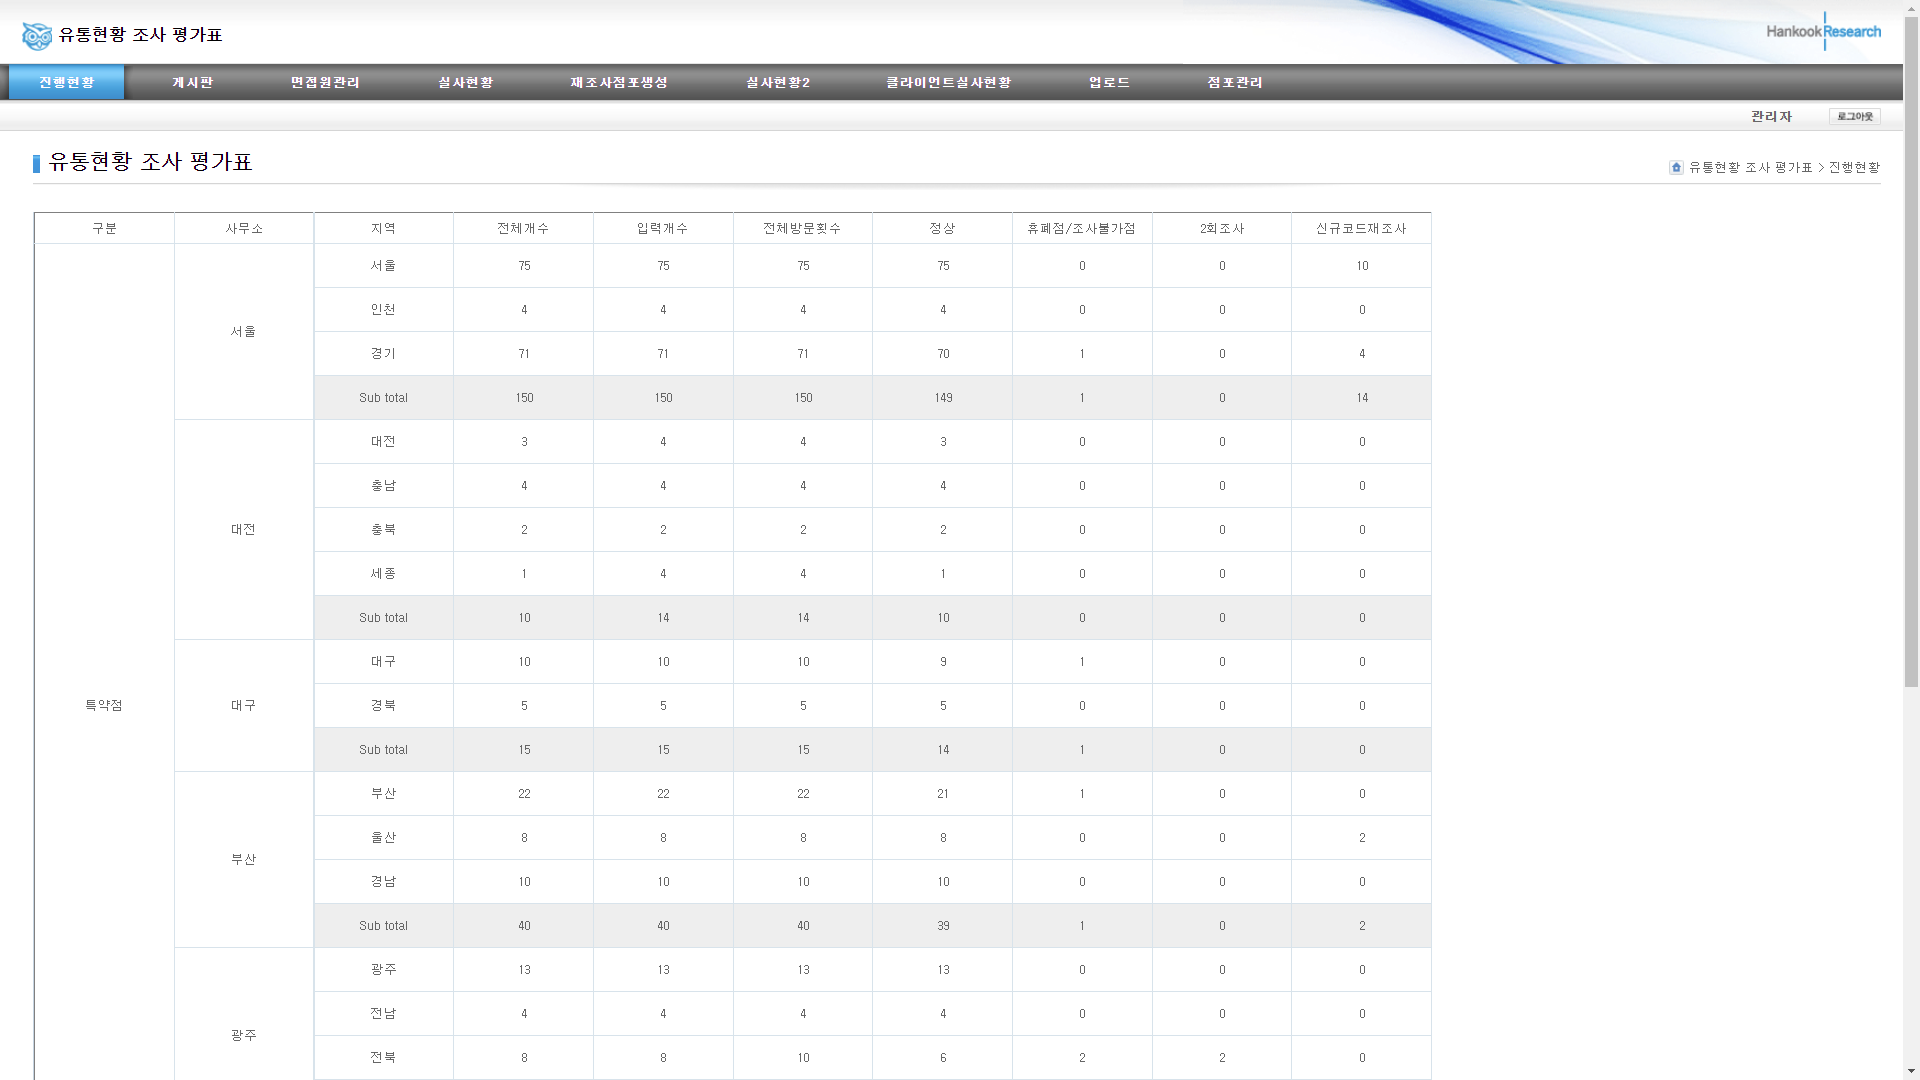 유통현황 조사 평가표
HankookResearch
진행현황 게시판 면접원관리 실사현황 재조사점포생성 실사현황2 클라이언트실사현황 업로드 점포관리
관리자 로그아웃
유통현황 조사 평가표
유통현황 조사 평가표 > 진행현황
구분 사무소 지역 전체개수 입력개수 전체방문횟수 정상 휴폐점/조사불가점 2회조사 신규코드재조사
특약점
서울
서울 75 75 75 75 0 0 10
인천 4 4 4 4 0 0 0
경기 71 71 71 70 1 0 4
Sub total 150 150 150 149 1 0 14
대전
대전 3 4 4 3 0 0 0
충남 4 4 4 4 0 0 0
충북 2 2 2 2 0 0 0
세종 1 4 4 1 0 0 0
Sub total 10 14 14 10 0 0 0
대구
대구 10 10 10 9 1 0 0
경북 5 5 5 5 0 0 0
Sub total 15 15 15 14 1 0 0
부산
부산 22 22 22 21 1 0 0
울산 8 8 8 8 0 0 2
경남 10 10 10 10 0 0 0
Sub total 40 40 40 39 1 0 2
광주
광주 13 13 13 13 0 0 0
전남 4 4 4 4 0 0 0
전북 8 8 10 6 2 2 0